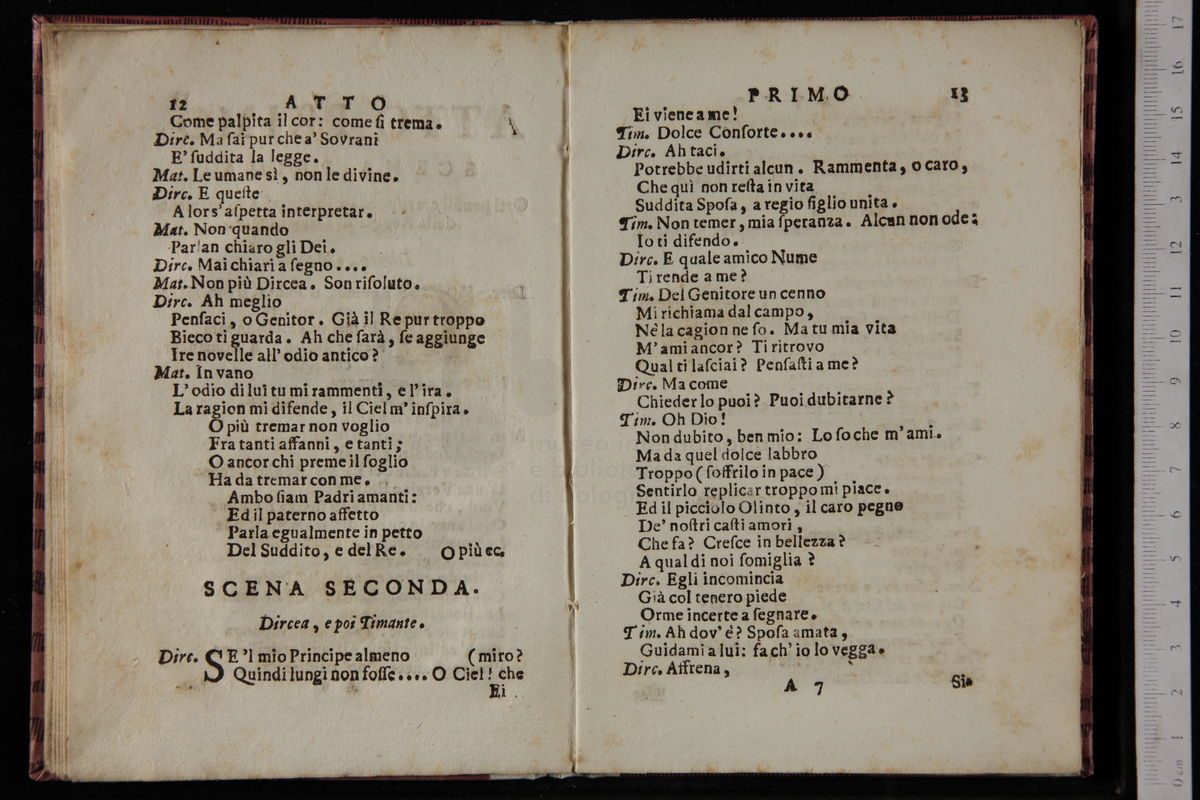 12 ATTO
Come palpita il cor: come ſi trema.
Dirc. Ma ſai pur che a' Sovrani
E' ſuddita la legge.
Mat. Le umane sì, non le divine.
Dirc. E queſte
A lor s'aſpetta interpretar.
Mat. Non quando
Parlan chiaro gli Dei.
Dirc. Mai chiari a ſegno....
Mat. Non più Dircea. Son riſoluto.
Dirc. Ah meglio
Penſaci, o Genitor. Già il Re pur troppo
Bieco ti guarda. Ah che ſarà, ſe aggiunge
Ire novelle all' odio antico?
Mat. In vano
L' odio di lui tu mi rammenti, e l' ira.
La ragion mi difende, il Ciel m' inſpira.
O più tremar non voglio
Fra tanti affanni, e tanti;
O ancor chi preme il ſoglio
Ha da tremar con me.
Ambo ſiam Padri amanti:
Ed il paterno affetto
Parla egualmente in petto
Del Suddito, e del Re. O più ec.
SCENA SECONDA.
Dircea, e poi Timante.
Dirc. SE 'l mio Principe almeno (miro?
Quindi lungi non foſſe.... O Ciel! che
Ei
PRIMO 13
Ei viene a me!
Tim. Dolce Conſorte....
Dirc. Ah taci.
Potrebbe udirti alcun. Rammenta, o caro,
Che quì non reſta in vita
Suddita Spoſa, a regio figlio unita.
Tim. Non temer, mia ſperanza. Alcun non ode:
Io ti difendo.
Dirc. E quale amico Nume
Ti rende a me?
Tim. Del Genitore un cenno
Mi richiama dal campo,
Nè la cagion ne ſo. Ma tu mia vita
M' ami ancor? Ti ritrovo
Qual ti laſciai? Penſaſti a me?
Dirc. Ma come
Chieder lo puoi? Puoi dubitarne?
Tim. Oh Dio!
Non dubito, ben mio: Lo ſo che m' ami.
Ma da quel dolce labbro
Troppo (ſoffrilo in pace)
Sentirlo replicar troppo mi piace.
Ed il picciolo Olinto, il caro pegno
De' noſtri caſti amori,
Che fa? Creſce in bellezza?
A qual di noi ſomiglia?
Dirc. Egli incomincia
Già col tenero piede
Orme incerte a ſegnare.
Tim. Ah dov' è? Spoſa amata,
Guidami a lui: fa ch' io lo vegga.
Dirc. Affrena,
A 7 Si-